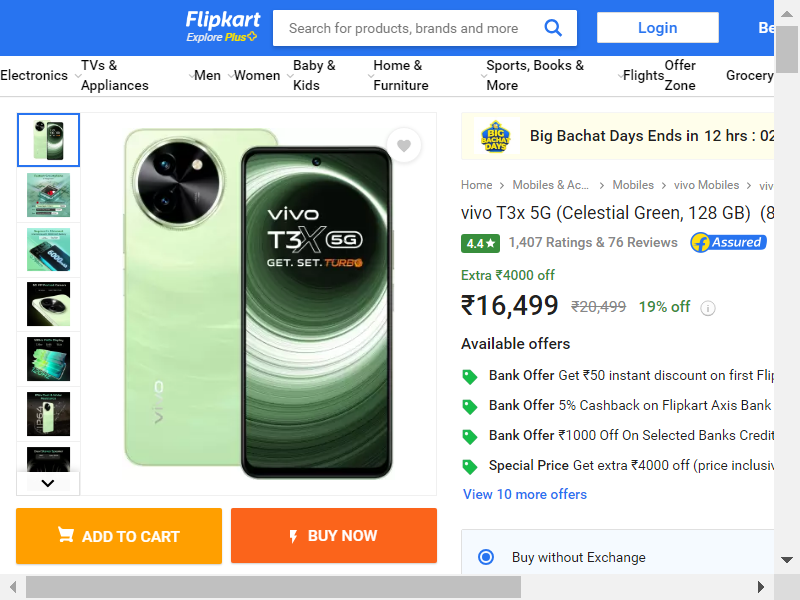 Flipkart
Explore Plus
Search for products, brands and more
Login
Be
Electronics
TVs & Appliances
Men
Women
Baby & Kids
Home & Furniture
Sports, Books & More
Flights
Offer Zone
Grocery
BIG BACHAT DAYS
Big Bachat Days Ends in 12 hrs : 02
Home > Mobiles & Ac... > Mobiles > vivo Mobiles > viv
vivo T3x 5G (Celestial Green, 128 GB) (8
4.4★ 1,407 Ratings & 76 Reviews f Assured
Extra ₹4000 off
₹16,499 ₹20,499 19% off i
Available offers
Bank Offer Get ₹50 instant discount on first Flip
Bank Offer 5% Cashback on Flipkart Axis Bank
Bank Offer ₹1000 Off On Selected Banks Credit
Special Price Get extra ₹4000 off (price inclusiv
View 10 more offers
Buy without Exchange
vivo
T3X 5G
GET. SET. TURBO
vivo
6000mAh
IP64
ADD TO CART
BUY NOW